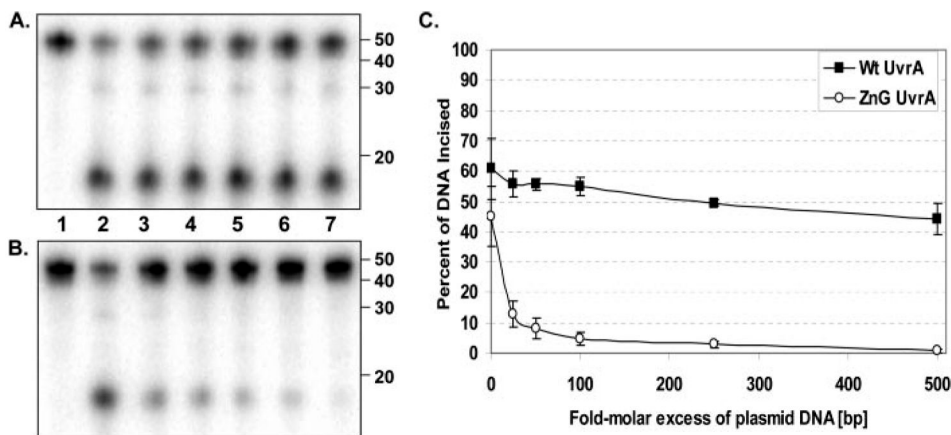 A.
50
40
30
20
1 2 3 4 5 6 7
B.
50
40
30
20
C.
100
90
80
70
60
50
40
30
20
10
0
Percent of DNA Incised
Wt UvrA
ZnG UvrA
0 100 200 300 400 500
Fold-molar excess of plasmid DNA [bp]